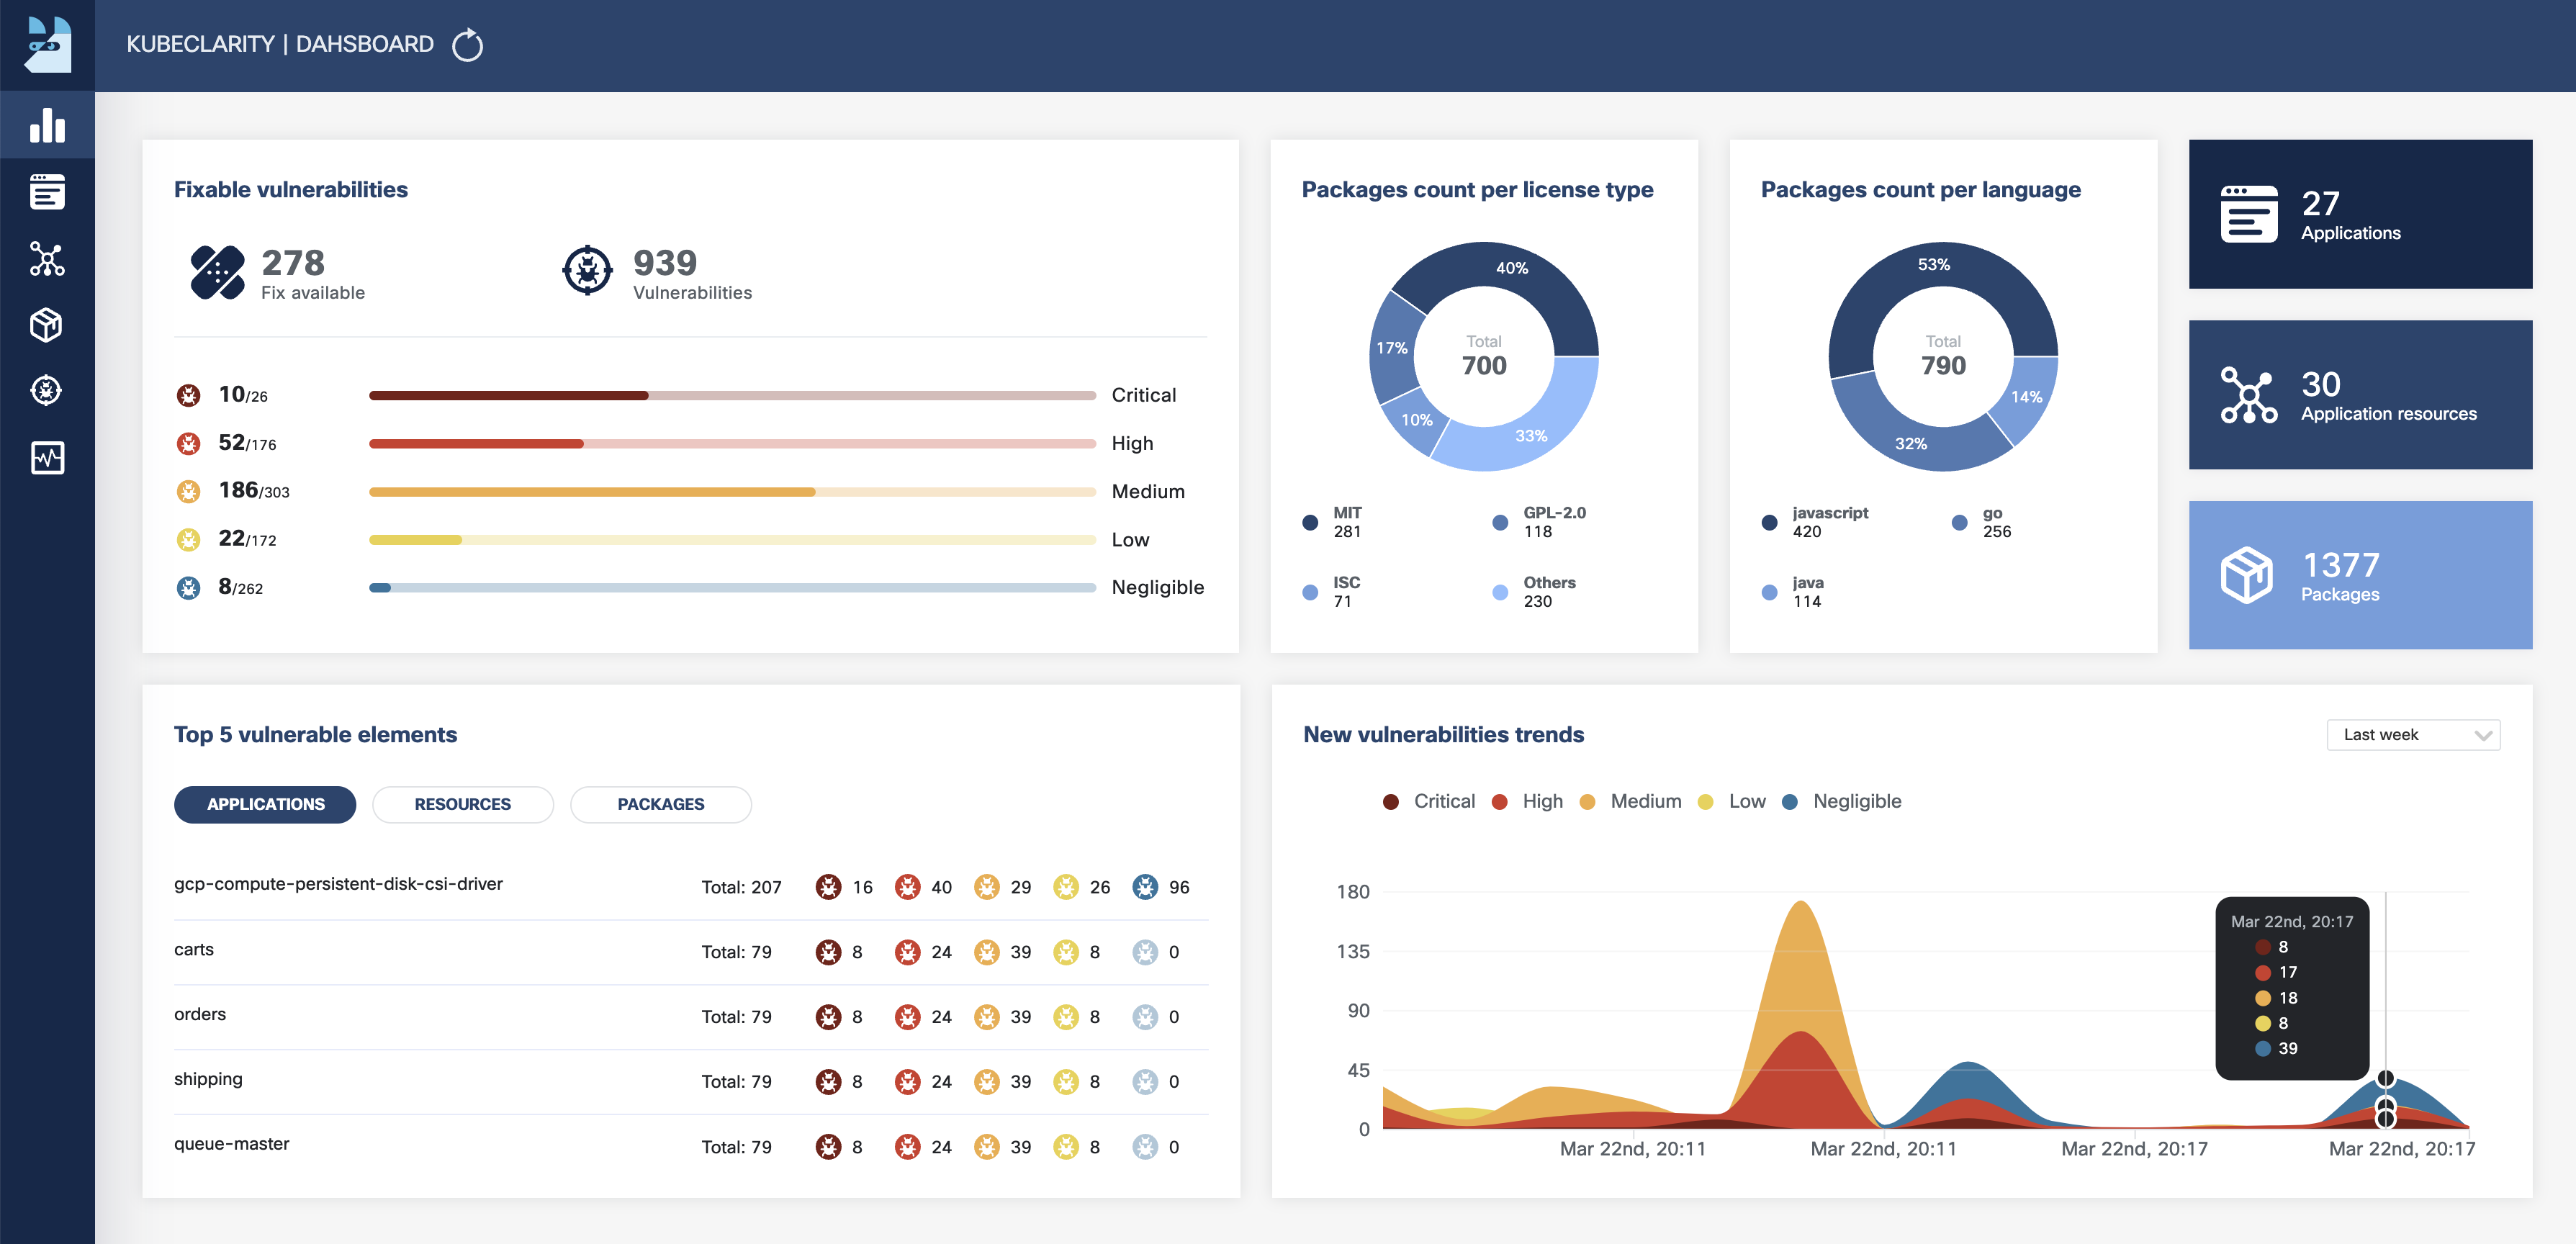 KUBECLARITY | DAHSBOARD
Fixable vulnerabilities
278
Fix available
939
Vulnerabilities
10/26 Critical
52/176 High
186/303 Medium
22/172 Low
8/262 Negligible
Packages count per license type
40%
17%
10%
33%
Total
700
MIT
281
GPL-2.0
118
ISC
71
Others
230
Packages count per language
53%
32%
14%
Total
790
javascript
420
go
256
java
114
27
Applications
30
Application resources
1377
Packages
Top 5 vulnerable elements
APPLICATIONS RESOURCES PACKAGES
gcp-compute-persistent-disk-csi-driver Total: 207 16 40 29 26 96
carts Total: 79 8 24 39 8 0
orders Total: 79 8 24 39 8 0
shipping Total: 79 8 24 39 8 0
queue-master Total: 79 8 24 39 8 0
New vulnerabilities trends
Last week
Critical High Medium Low Negligible
180
135
90
45
0
Mar 22nd, 20:17
8
17
18
8
39
Mar 22nd, 20:11 Mar 22nd, 20:11 Mar 22nd, 20:17 Mar 22nd, 20:17